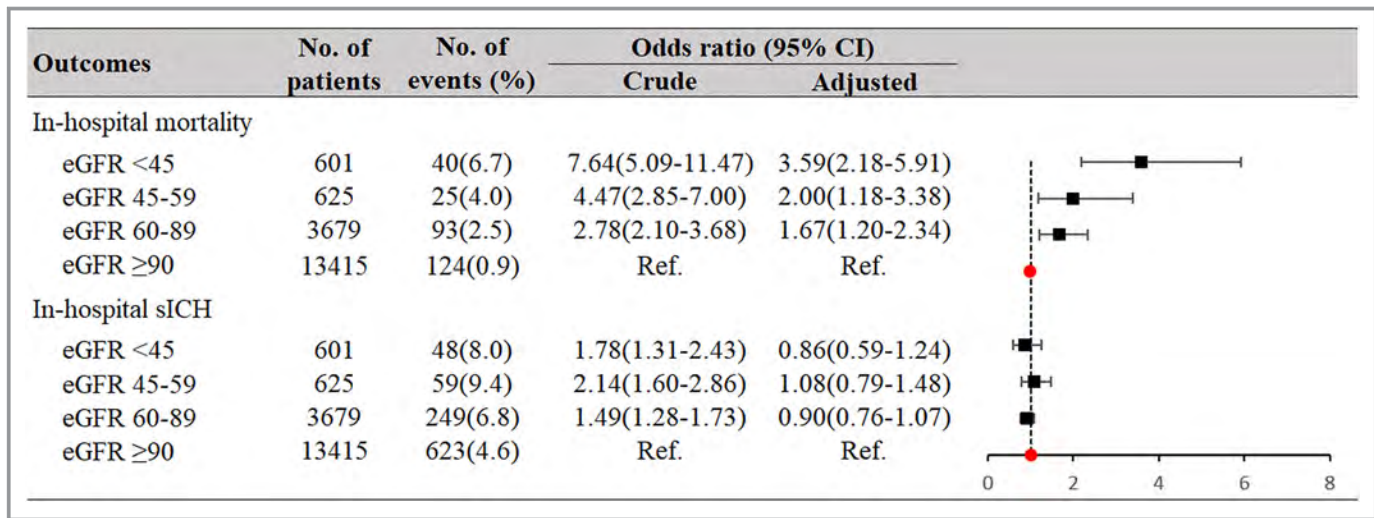 Outcomes No. of patients No. of events (%) Odds ratio (95% CI)
Crude Adjusted
In-hospital mortality
eGFR <45 601 40(6.7) 7.64(5.09-11.47) 3.59(2.18-5.91)
eGFR 45-59 625 25(4.0) 4.47(2.85-7.00) 2.00(1.18-3.38)
eGFR 60-89 3679 93(2.5) 2.78(2.10-3.68) 1.67(1.20-2.34)
eGFR ≥90 13415 124(0.9) Ref. Ref.
In-hospital sICH
eGFR <45 601 48(8.0) 1.78(1.31-2.43) 0.86(0.59-1.24)
eGFR 45-59 625 59(9.4) 2.14(1.60-2.86) 1.08(0.79-1.48)
eGFR 60-89 3679 249(6.8) 1.49(1.28-1.73) 0.90(0.76-1.07)
eGFR ≥90 13415 623(4.6) Ref. Ref.
0 2 4 6 8